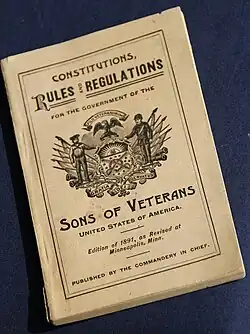 CONSTITUTIONS,
RULES AND REGULATIONS
FOR THE GOVERNMENT OF THE
SONS OF VETERANS
UNITED STATES OF AMERICA.
Edition of 1891, as Revised at
Minneapolis, Minn.
PUBLISHED BY THE COMMANDERY IN CHIEF.